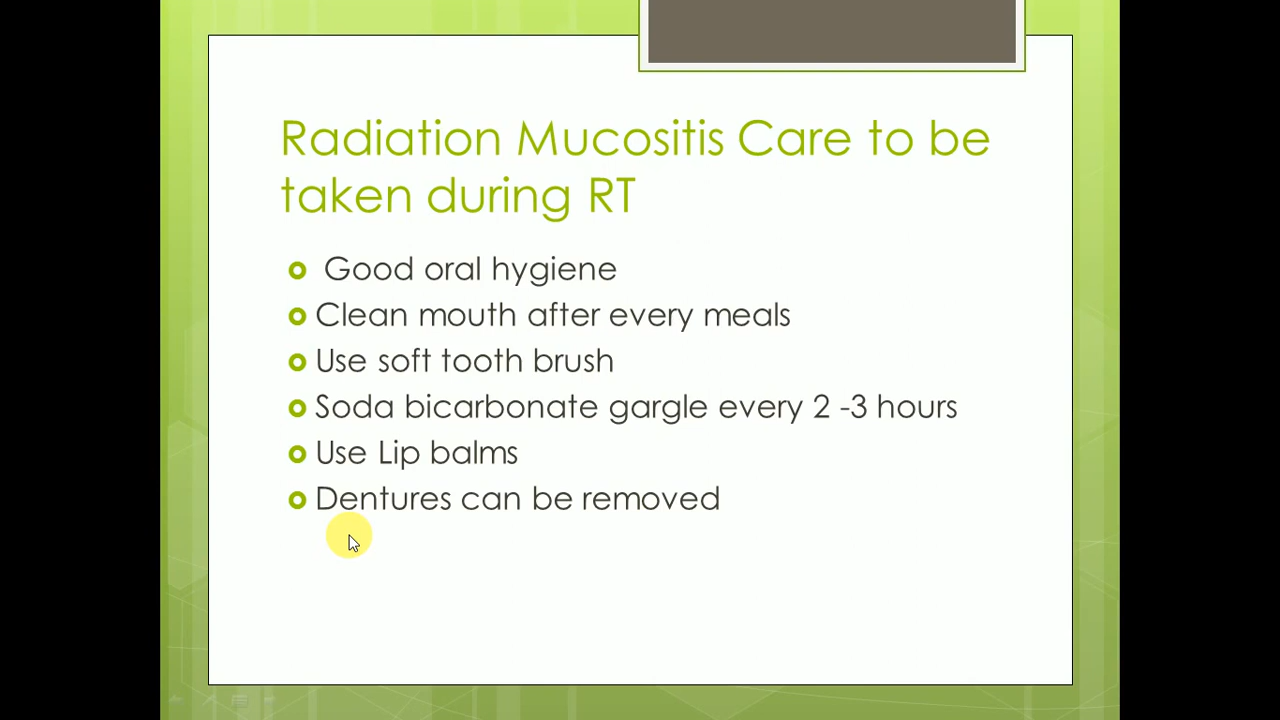 Radiation Mucositis Care to be
taken during RT
Good oral hygiene
Clean mouth after every meals
Use soft tooth brush
Soda bicarbonate gargle every 2 -3 hours
Use Lip balms
Dentures can be removed